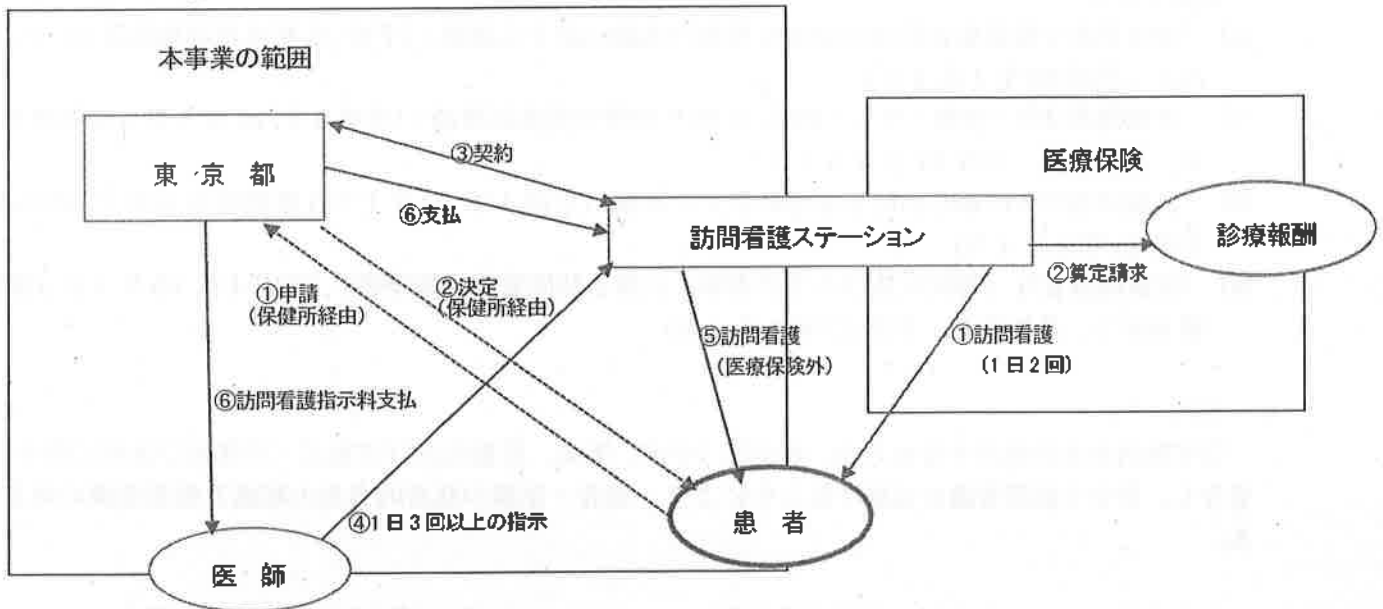 本事業の範囲
東京都
③契約
⑥支払
医療保険
訪問看護ステーション
診療報酬
②算定請求
①申請
(保健所経由)
②決定
(保健所経由)
⑤訪問看護
(医療保険外)
①訪問看護
(1日2回)
⑥訪問看護指示料支払
④1日3回以上の指示
患者
医師